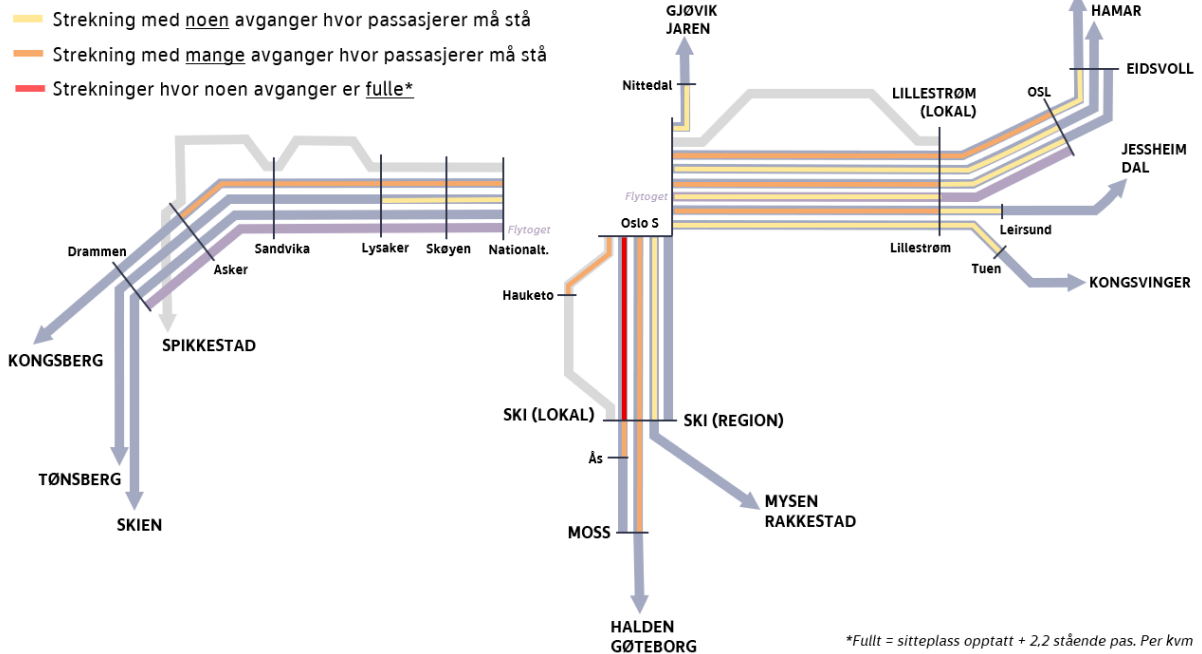 Strekning med noen avganger hvor passasjerer må stå
Strekning med mange avganger hvor passasjerer må stå
Strekninger hvor noen avganger er fulle*
GJØVIK
JAREN
HAMAR
Nittedal
EIDSVOLL
LILLESTRØM
(LOKAL)
OSL
JESSHEIM
DAL
Flytoget
Oslo S
Flytoget
Drammen
Asker
Sandvika
Lysaker
Skøyen
Nationalt.
Lillestrøm
Leirsund
Tuen
KONGSVINGER
Hauketo
SPIKKESTAD
KONGSBERG
SKI (LOKAL)
SKI (REGION)
Ås
TØNSBERG
SKIEN
MOSS
MYSEN
RAKKESTAD
HALDEN
GØTEBORG
*Fullt = sitteplass opptatt + 2,2 stående pas. Per kvm